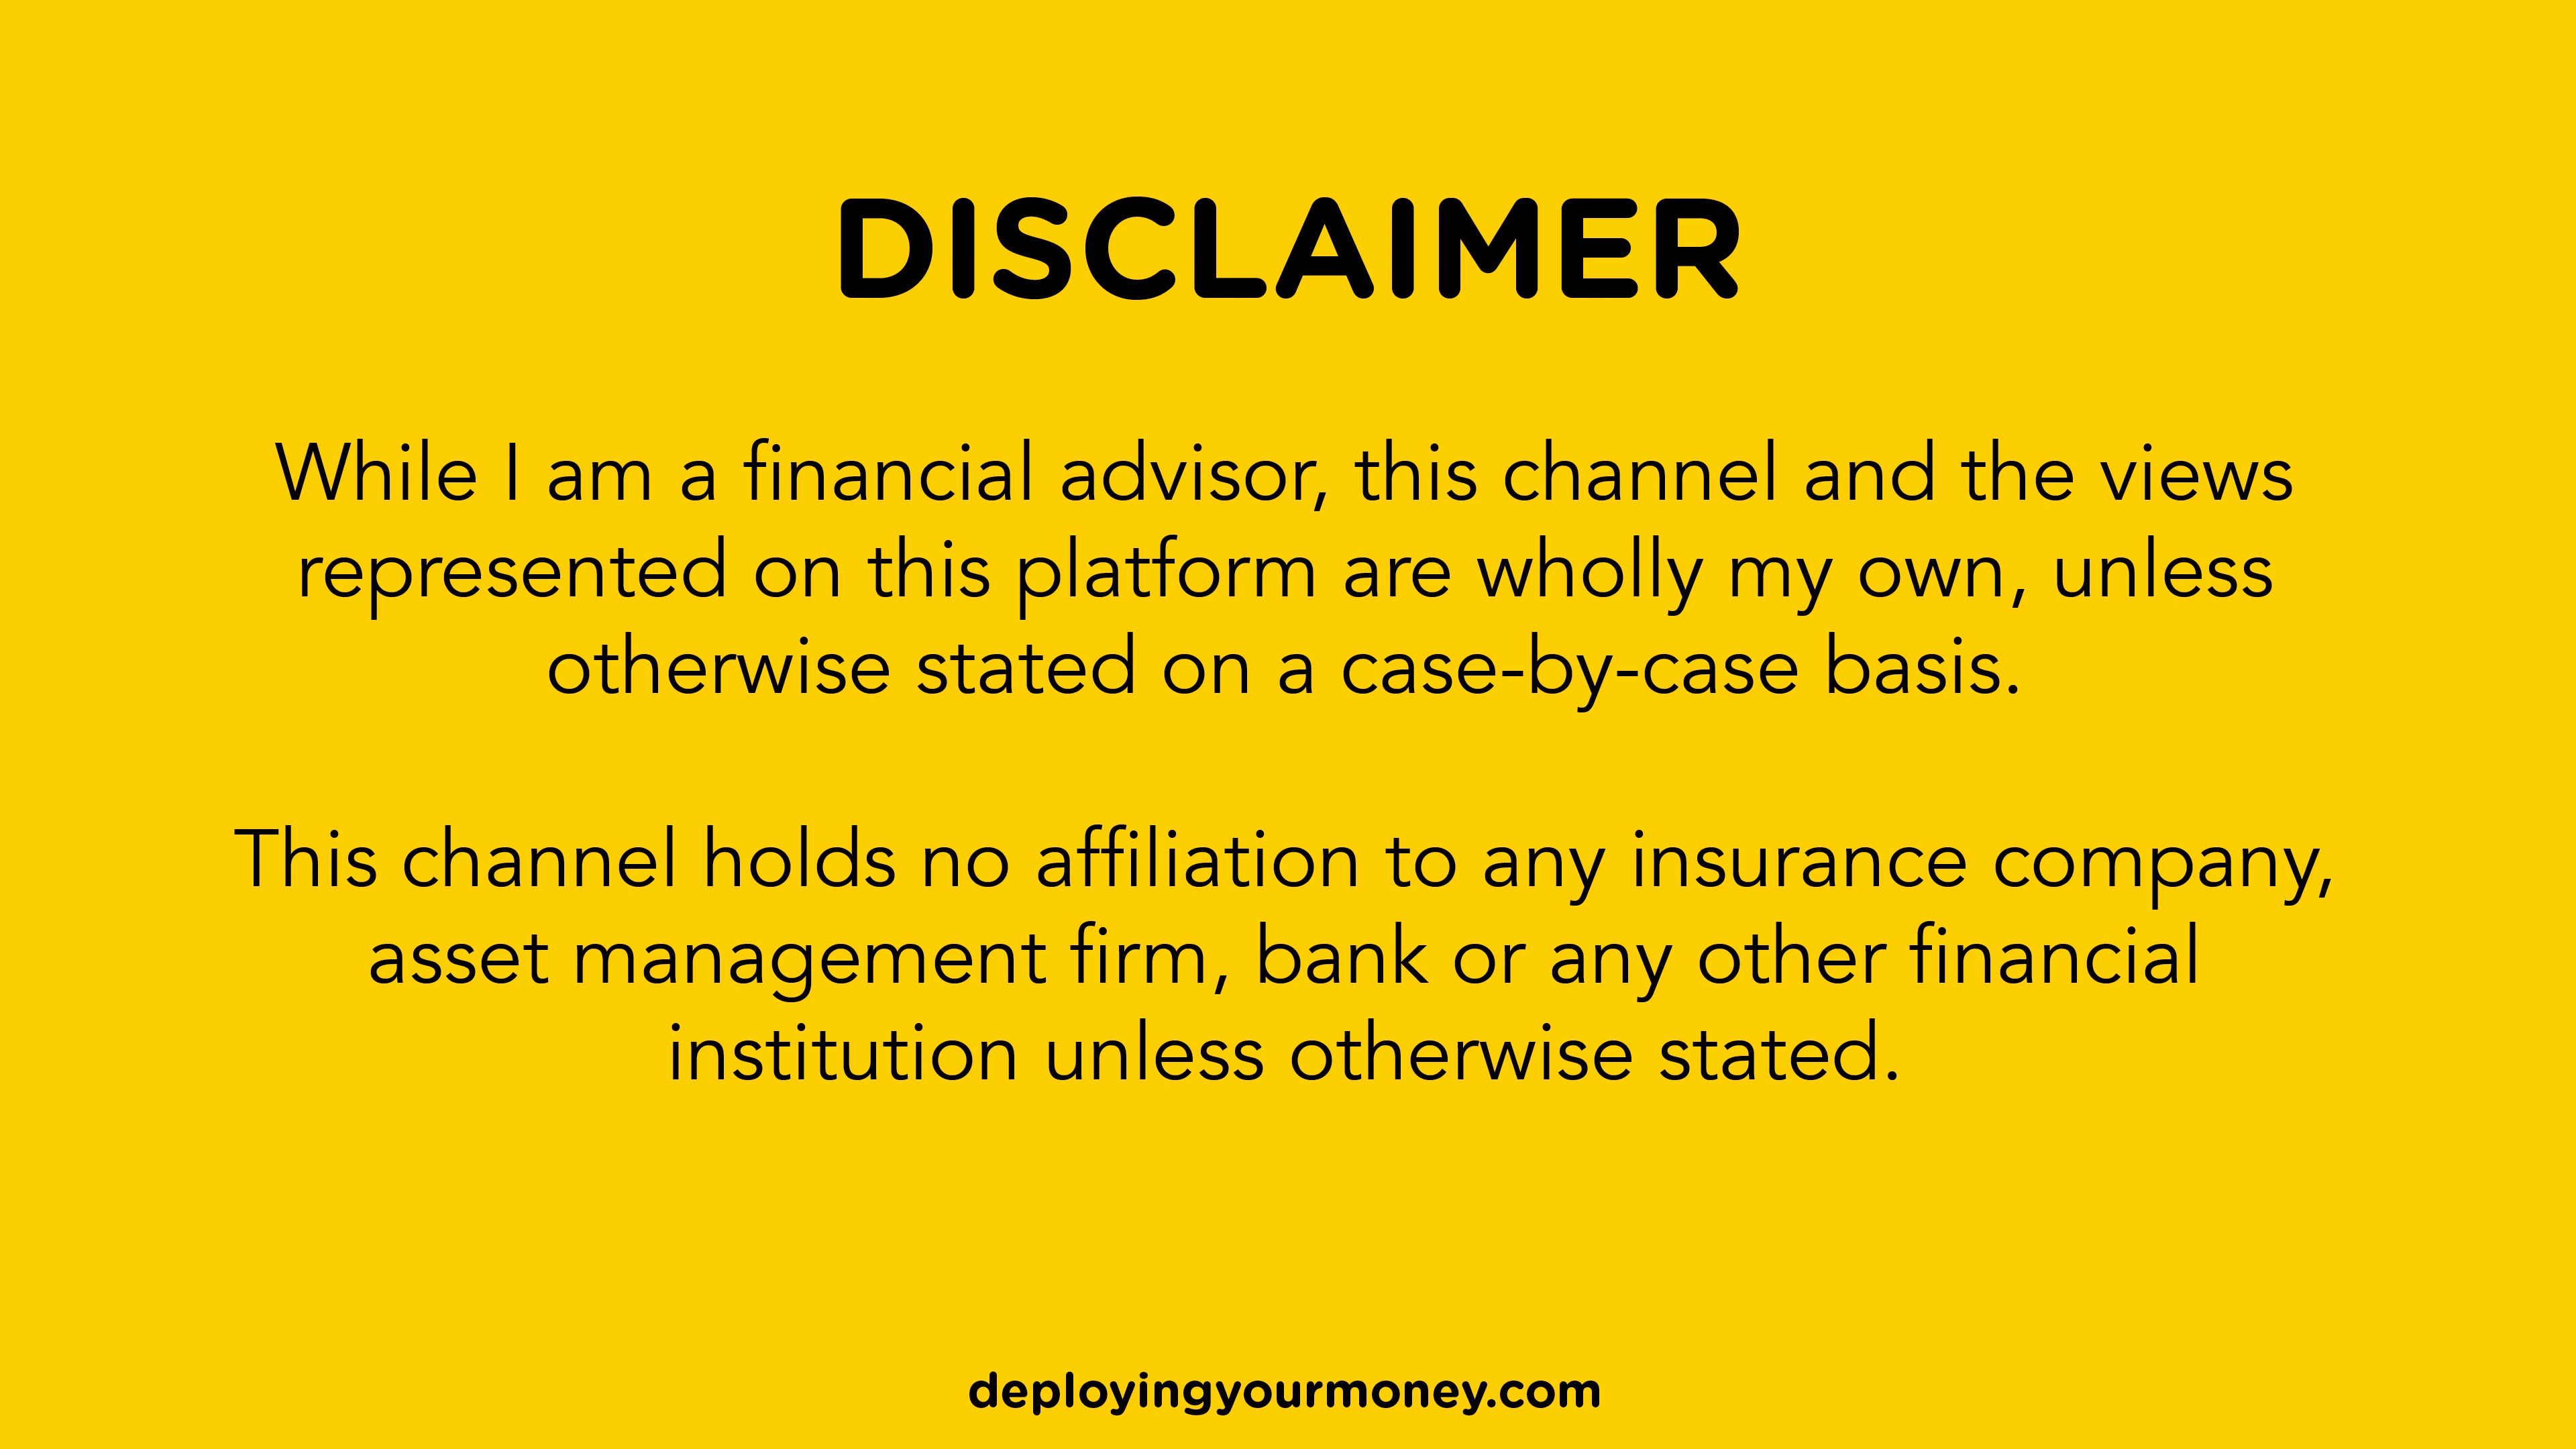 DISCLAIMER
While I am a financial advisor, this channel and the views
represented on this platform are wholly my own, unless
otherwise stated on a case-by-case basis.
This channel holds no affiliation to any insurance company,
asset management firm, bank or any other financial
institution unless otherwise stated.
deployingyourmoney.com